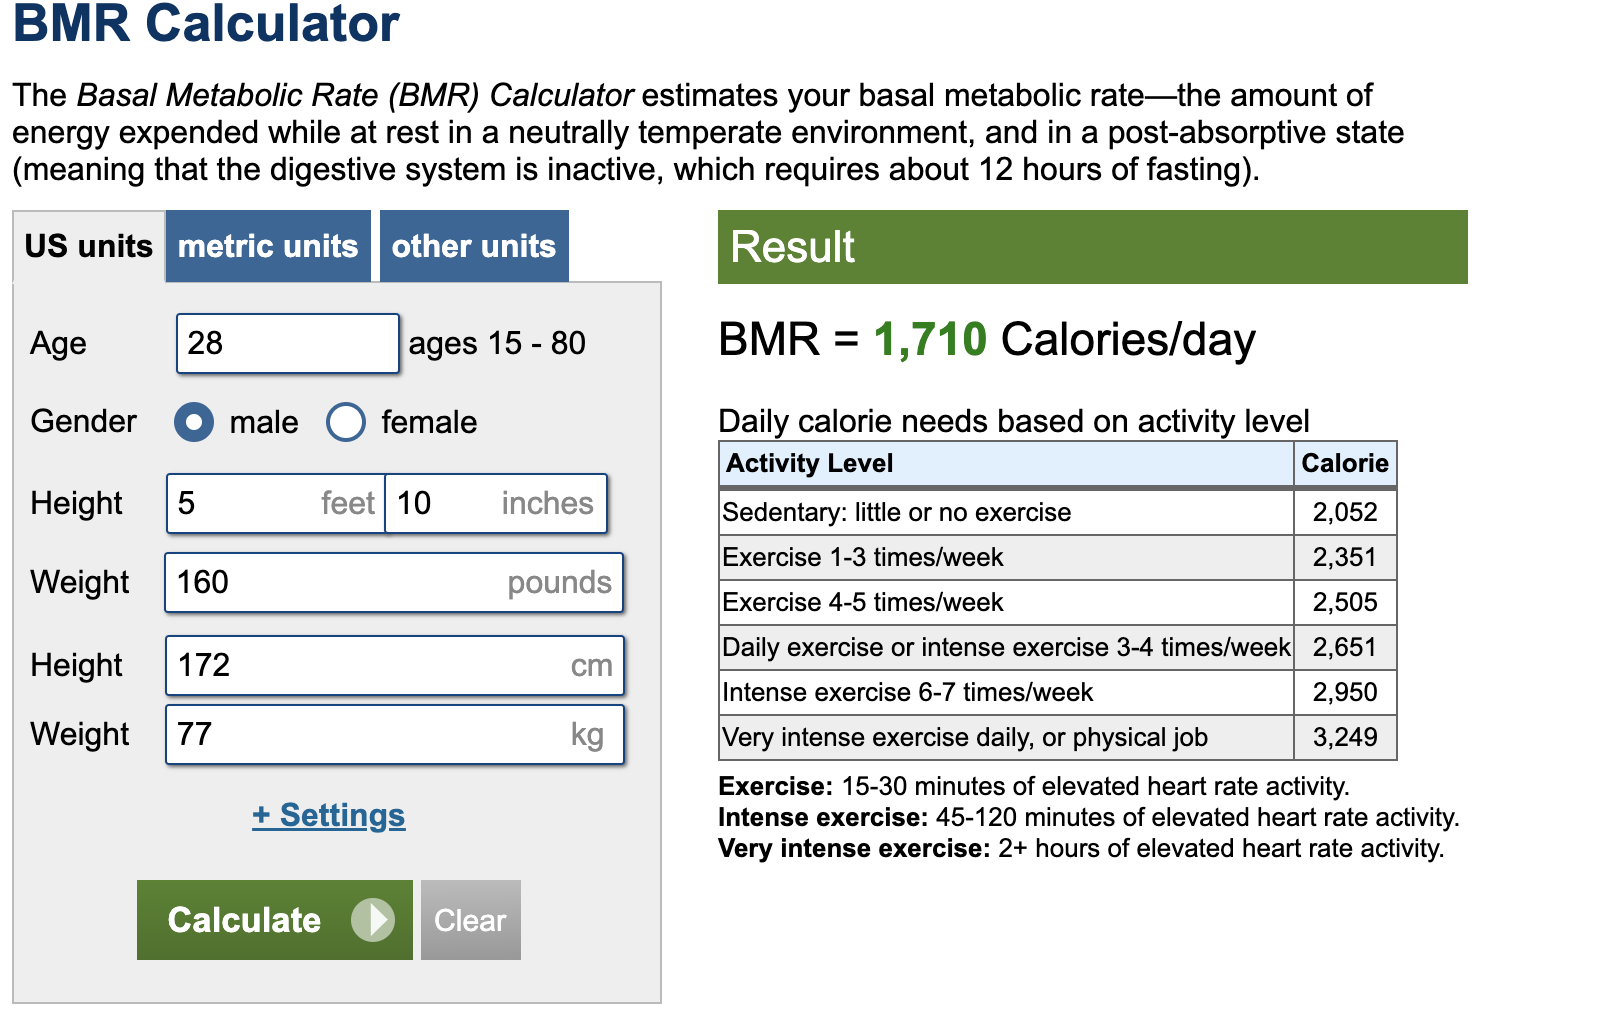 BMR Calculator
The Basal Metabolic Rate (BMR) Calculator estimates your basal metabolic rate—the amount of
energy expended while at rest in a neutrally temperate environment, and in a post-absorptive state
(meaning that the digestive system is inactive, which requires about 12 hours of fasting).
US units metric units other units
Age 28 ages 15 - 80
Gender male female
Height 5 feet 10 inches
Weight 160 pounds
Height 172 cm
Weight 77 kg
+ Settings
Calculate Clear
Result
BMR = 1,710 Calories/day
Daily calorie needs based on activity level
Activity Level Calorie
Sedentary: little or no exercise 2,052
Exercise 1-3 times/week 2,351
Exercise 4-5 times/week 2,505
Daily exercise or intense exercise 3-4 times/week 2,651
Intense exercise 6-7 times/week 2,950
Very intense exercise daily, or physical job 3,249
Exercise: 15-30 minutes of elevated heart rate activity.
Intense exercise: 45-120 minutes of elevated heart rate activity.
Very intense exercise: 2+ hours of elevated heart rate activity.